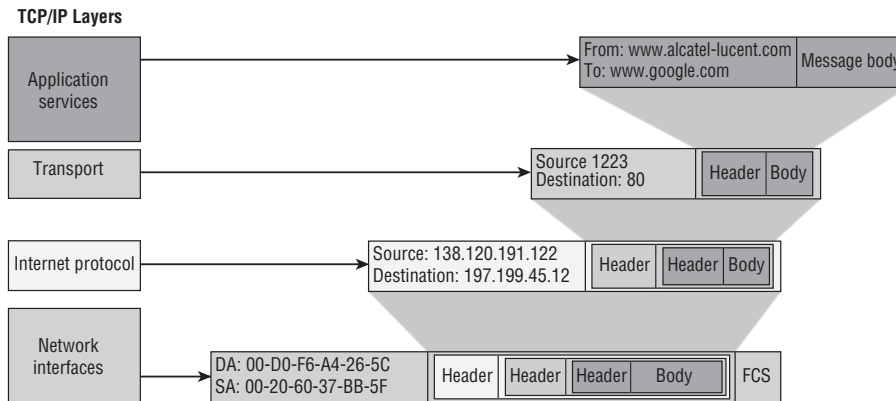 TCP/IP Layers
Application
services
From: www.alcatel-lucent.com
To: www.google.com
Message body
Transport
Source 1223
Destination: 80
Header
Body
Internet protocol
Source: 138.120.191.122
Destination: 197.199.45.12
Header
Header
Body
Network
interfaces
DA: 00-D0-F6-A4-26-5C
SA: 00-20-60-37-BB-5F
Header
Header
Header
Body
FCS